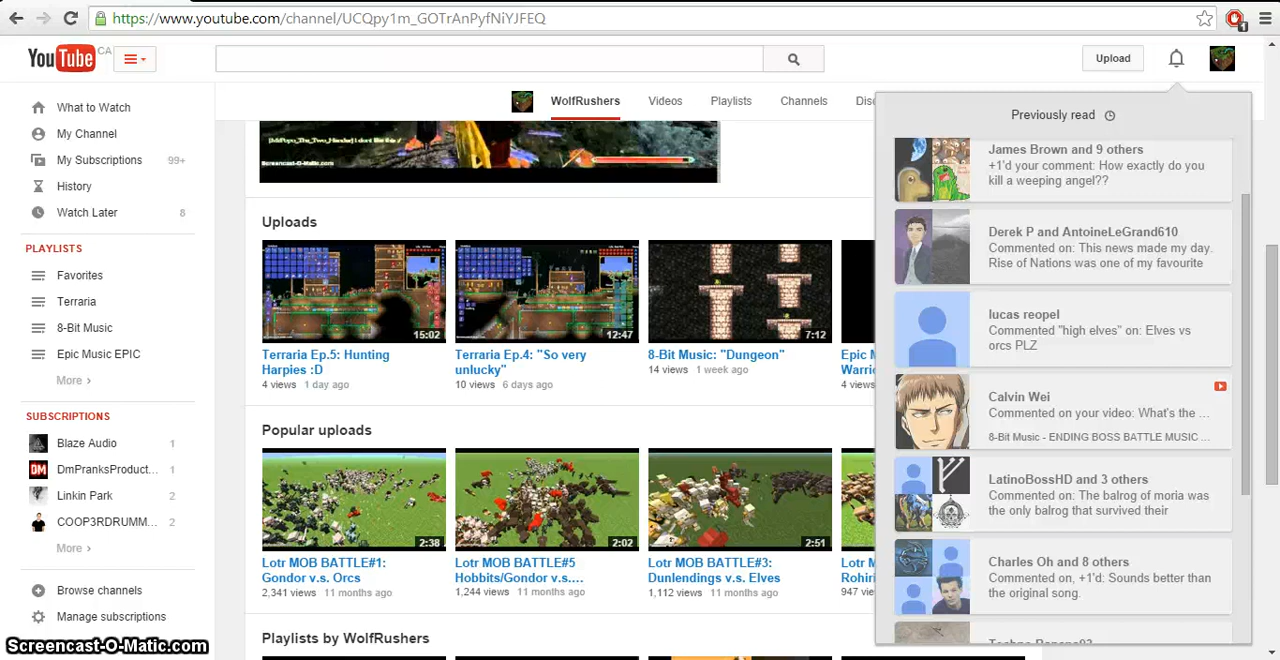 https://www.youtube.com/channel/UCQpy1m_GOTrAnPyfNiYJFEQ
1
YouTube CA
Upload
What to Watch
My Channel
My Subscriptions 99+
History
Watch Later 8
PLAYLISTS
Favorites
Terraria
8-Bit Music
Epic Music EPIC
More ›
SUBSCRIPTIONS
Blaze Audio 1
DmPranksProduct... 1
Linkin Park 2
COOP3RDRUMM... 2
More ›
Browse channels
Manage subscriptions
Screencast-O-Matic.com
WolfRushers Videos Playlists Channels Disc
Screencast-O-Matic.com
Uploads
15:02
12:47
7:12
Terraria Ep.5: Hunting
Harpies :D
4 views 1 day ago
Terraria Ep.4: "So very
unlucky"
10 views 6 days ago
8-Bit Music: "Dungeon"
14 views 1 week ago
Epic M
Warri
4 views
Popular uploads
2:38
2:02
2:51
Lotr MOB BATTLE#1:
Gondor v.s. Orcs
2,341 views 11 months ago
Lotr MOB BATTLE#5
Hobbits/Gondor v.s....
1,244 views 11 months ago
Lotr MOB BATTLE#3:
Dunlendings v.s. Elves
1,112 views 11 months ago
Lotr M
Rohiri
947 vie
Playlists by WolfRushers
Previously read
James Brown and 9 others
+1'd your comment: How exactly do you
kill a weeping angel??
Derek P and AntoineLeGrand610
Commented on: This news made my day.
Rise of Nations was one of my favourite
lucas reopel
Commented "high elves" on: Elves vs
orcs PLZ
Calvin Wei
Commented on your video: What's the ...
8-Bit Music - ENDING BOSS BATTLE MUSIC ...
LatinoBossHD and 3 others
Commented on: The balrog of moria was
the only balrog that survived their
Charles Oh and 8 others
Commented on, +1'd: Sounds better than
the original song.